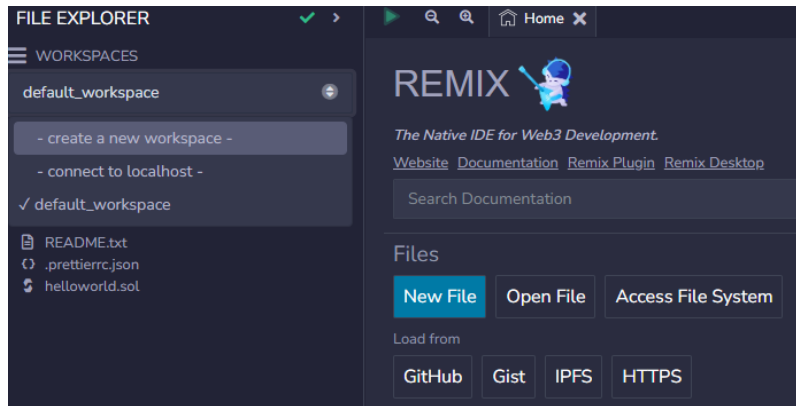 FILE EXPLORER
WORKSPACES
default_workspace
- create a new workspace -
- connect to localhost -
✓ default_workspace
README.txt
.prettierrc.json
helloworld.sol
Home
REMIX
The Native IDE for Web3 Development.
Website Documentation Remix Plugin Remix Desktop
Search Documentation
Files
New File Open File Access File System
Load from
GitHub Gist IPFS HTTPS